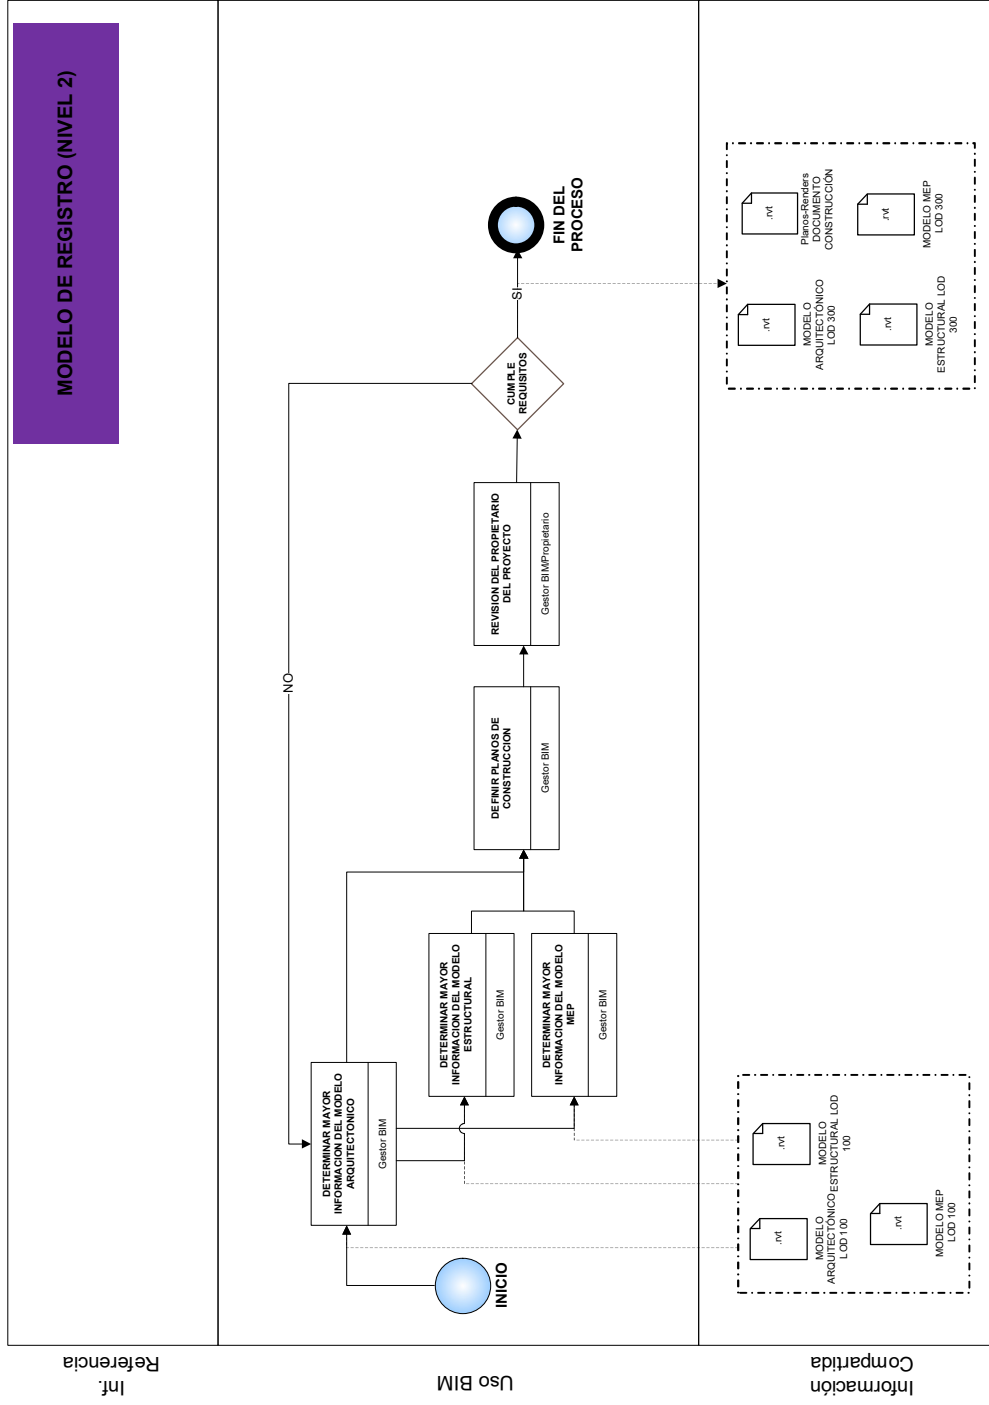 MODELO DE REGISTRO (NIVEL 2)
Inf.
Referencia
Uso BIM
Información
Compartida
INICIO
DETERMINAR MAYOR
INFORMACION DEL MODELO
ARQUITECTONICO
Gestor BIM
DETERMINAR MAYOR
INFORMACION DEL MODELO
ESTRUCTURAL
Gestor BIM
DETERMINAR MAYOR
INFORMACION DEL MODELO
MEP
Gestor BIM
DEFINIR PLANOS DE
CONSTRUCCION
Gestor BIM
REVISION DEL PROPIETARIO
DEL PROYECTO
Gestor BIM/Propietario
CUMPLE
REQUISITOS
NO
SI
FIN DEL
PROCESO
.rvt
MODELO
ARQUITECTÓNICO
LOD 100
.rvt
MODELO
ESTRUCTURAL LOD
100
.rvt
MODELO MEP
LOD 100
.rvt
MODELO
ARQUITECTÓNICO
LOD 300
.rvt
Planos-Renders
DOCUMENTO
CONSTRUCCIÓN
.rvt
MODELO
ESTRUCTURAL LOD
300
.rvt
MODELO MEP
LOD 300